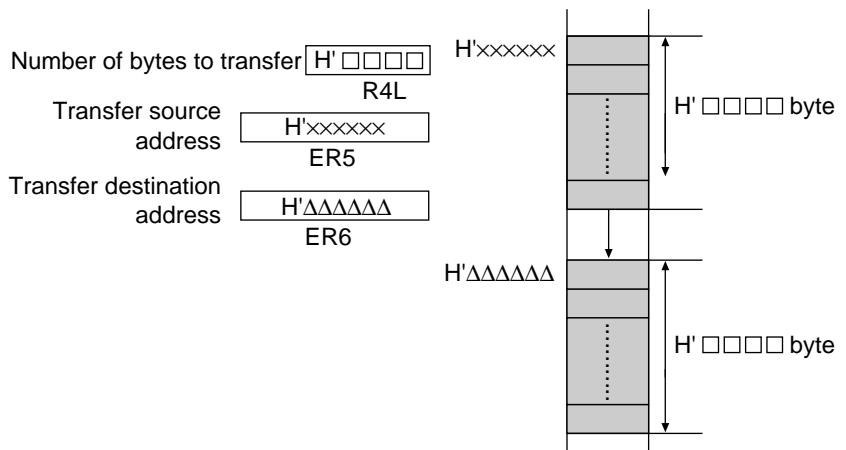 Number of bytes to transfer H' □□□□
R4L
Transfer source
address
H'××××××
ER5
Transfer destination
address
H'ΔΔΔΔΔΔ
ER6
H'××××××
H' □□□□ byte
H'ΔΔΔΔΔΔ
H' □□□□ byte